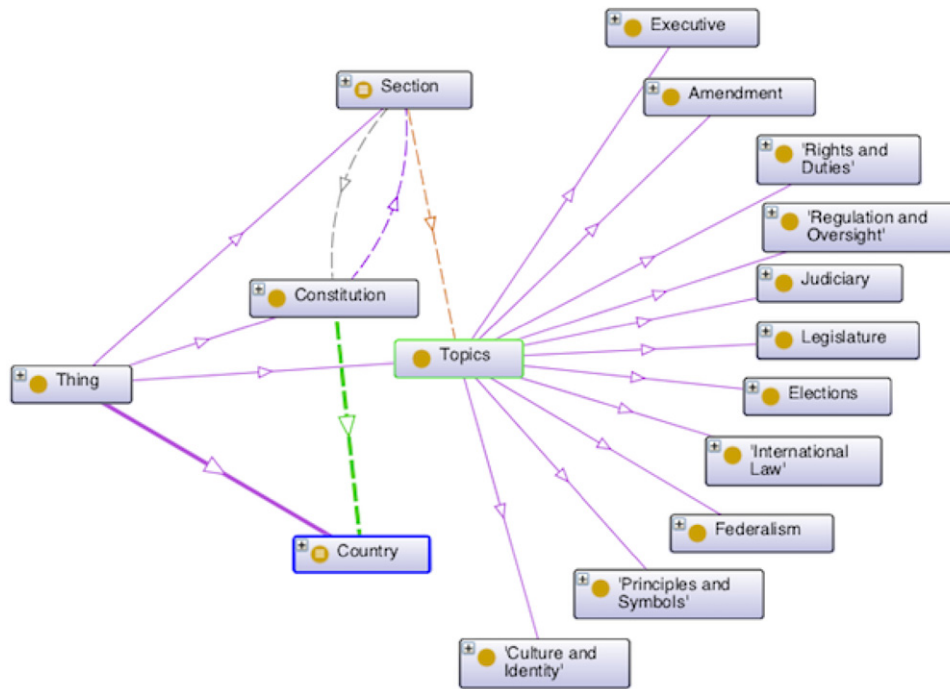 Executive
Section
Amendment
'Rights and
Duties'
'Regulation and
Oversight'
Judiciary
Constitution
Legislature
Topics
Thing
Elections
'International
Law'
Federalism
Country
'Principles and
Symbols'
'Culture and
Identity'